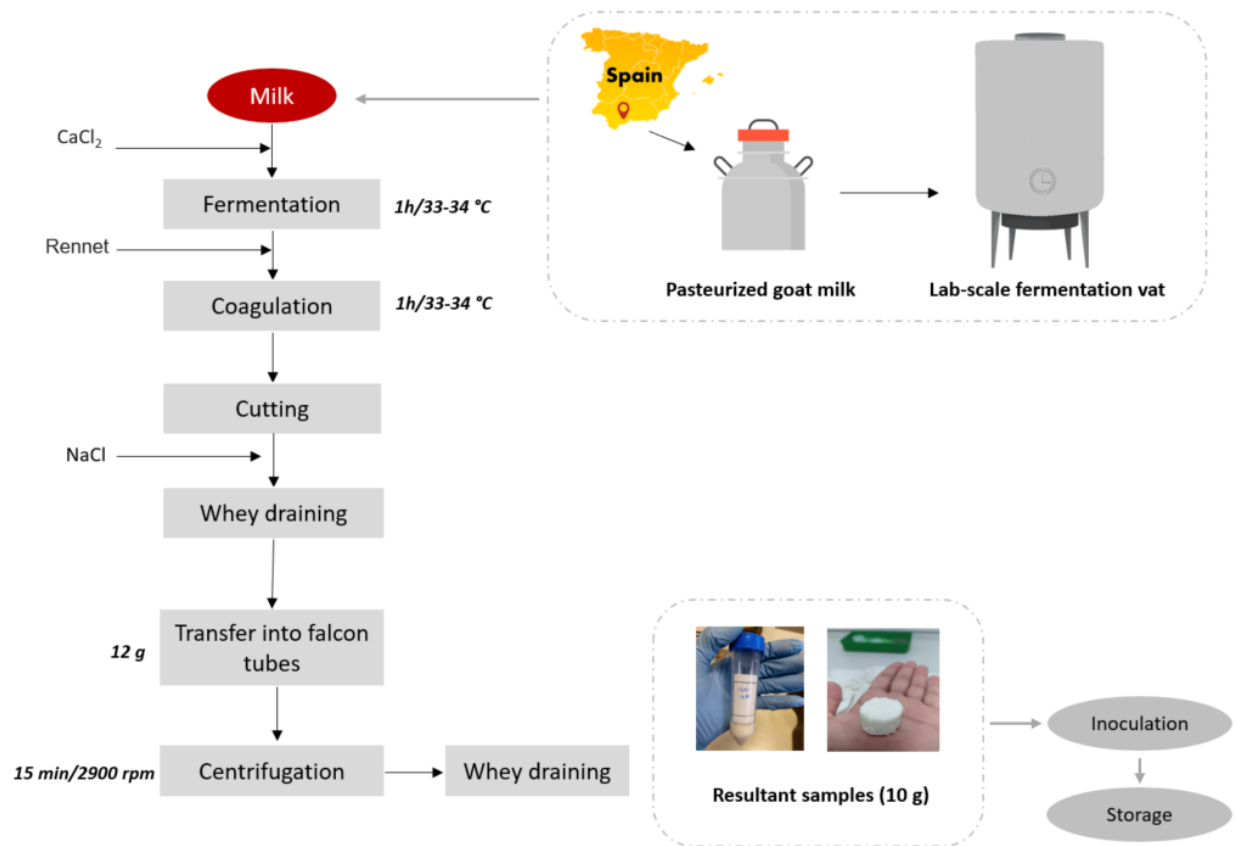 Spain
Milk
CaCl₂
Fermentation
1h/33-34 °C
Pasteurized goat milk
Lab-scale fermentation vat
Rennet
Coagulation
1h/33-34 °C
Cutting
NaCl
Whey draining
12 g
Transfer into falcon
tubes
15 min/2900 rpm
Centrifugation
Whey draining
Resultant samples (10 g)
Inoculation
Storage